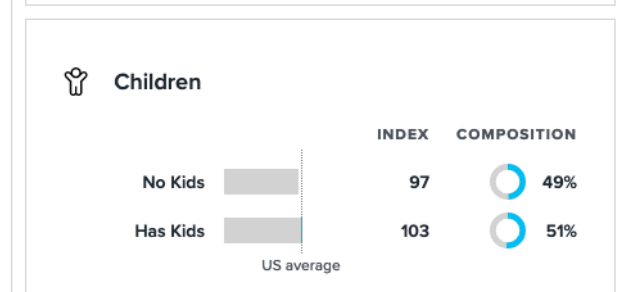 Children
INDEX COMPOSITION
No Kids 97 49%
Has Kids 103 51%
US average